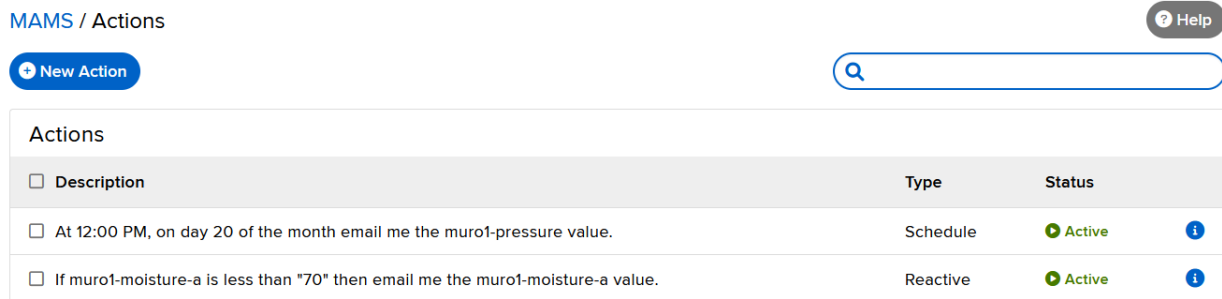 MAMS / Actions
Help
New Action
Actions
Description Type Status
At 12:00 PM, on day 20 of the month email me the muro1-pressure value. Schedule Active
If muro1-moisture-a is less than "70" then email me the muro1-moisture-a value. Reactive Active